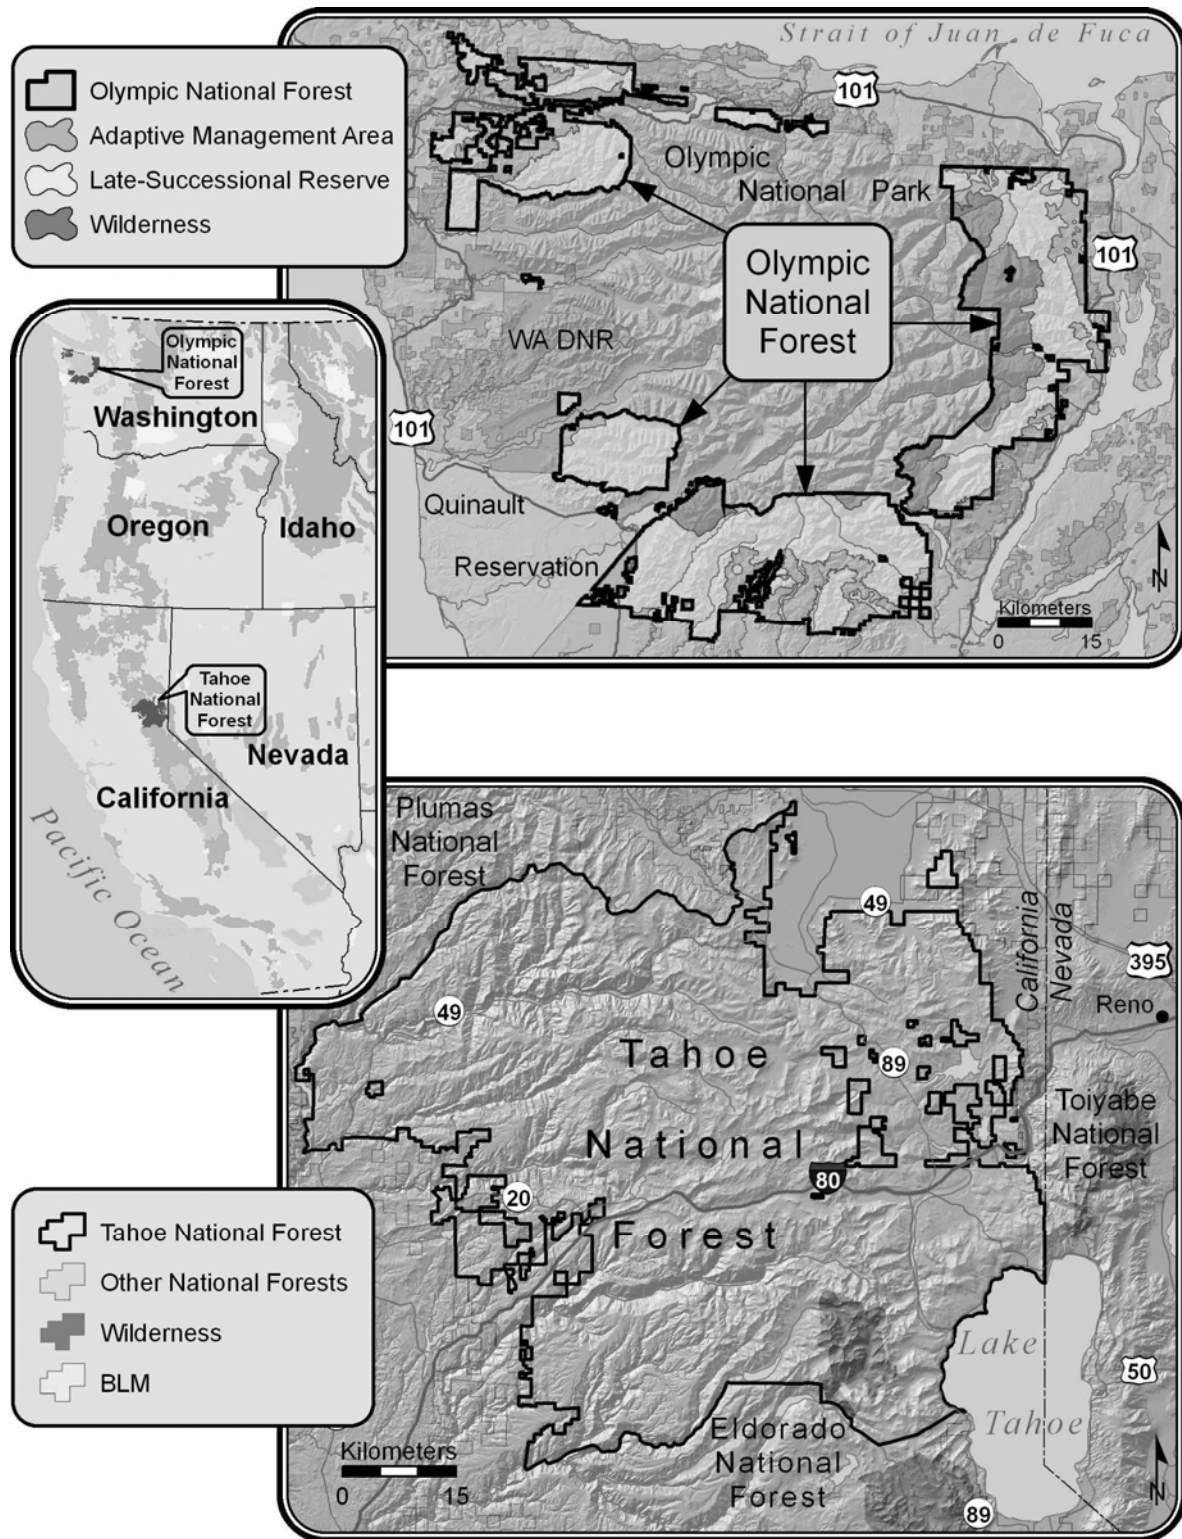 Strait of Juan de Fuca
Olympic National Forest
Adaptive Management Area
Late-Successional Reserve
Wilderness
101
Olympic
National Park
101
Olympic
National
Forest
WA DNR
101
Quinault
Reservation
Kilometers
0 15
N
Olympic
National
Forest
Washington
Oregon
Idaho
Tahoe
National
Forest
Nevada
California
Pacific Ocean
Plumas
National
Forest
49
California
Nevada
395
Reno
49
Tahoe
89
National
Toiyabe
National
Forest
80
20
Forest
Tahoe National Forest
Other National Forests
Wilderness
BLM
Lake
Tahoe
50
Eldorado
National
Forest
Kilometers
0 15
89
N